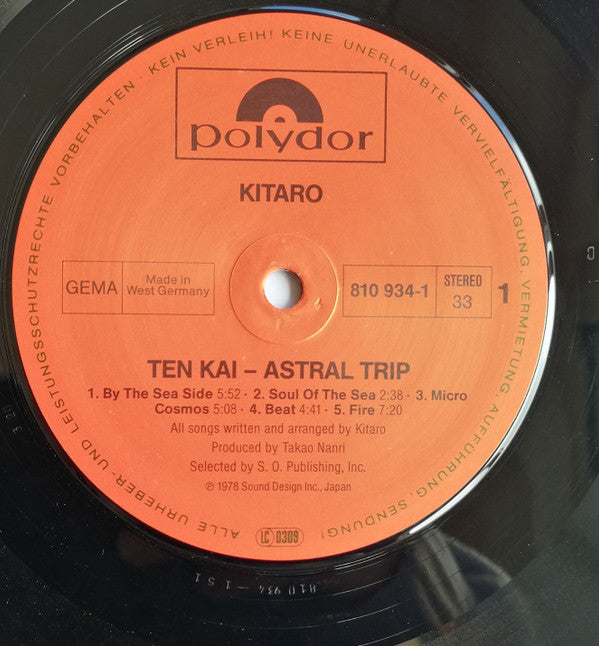 ALLE URHEBER- UND LEISTUNGSSCHUTZRECHTE VORBEHALTEN · KEIN VERLEIH! KEINE UNERLAUBTE VERVIELFÄLTIGUNG, VERMIETUNG, AUFFÜHRUNG, SENDUNG!
polydor
KITARO
GEMA
Made in
West Germany
810 934-1
STEREO
33
1
TEN KAI – ASTRAL TRIP
1. By The Sea Side 5:52 · 2. Soul Of The Sea 2:38 · 3. Micro
Cosmos 5:08 · 4. Beat 4:41 · 5. Fire 7:20
All songs written and arranged by Kitaro
Produced by Takao Nanri
Selected by S. O. Publishing, Inc.
℗ 1978 Sound Design Inc., Japan
LC 0309
810 934 - 1 S 1